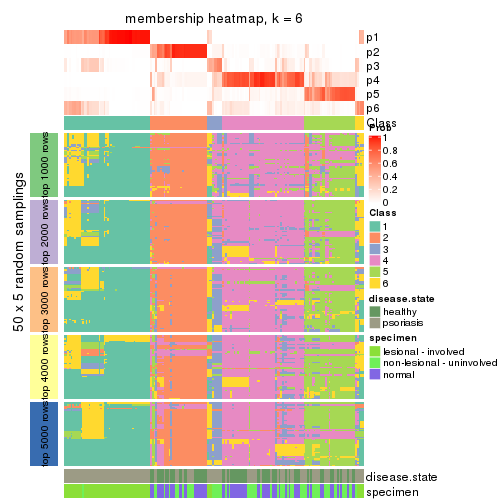 membership heatmap, k = 6
p1
p2
p3
p4
p5
p6
Class
Prob
1
0.8
0.6
0.4
0.2
0
Class
1
2
3
4
5
6
disease.state
healthy
psoriasis
specimen
lesional - involved
non-lesional - uninvolved
normal
50 x 5 random samplings
top 1000 rows
top 2000 rows
top 3000 rows
top 4000 rows
top 5000 rows
disease.state
specimen